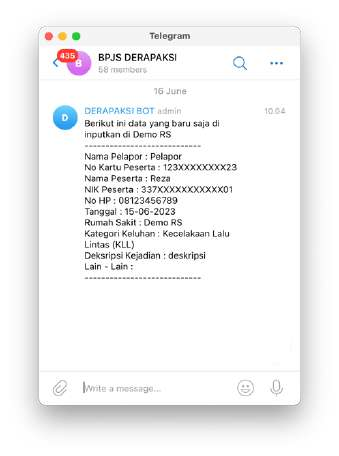 Telegram
435
B
BPJS DERAPAKSI
58 members
16 June
D
DERAPAKSI BOT admin 10:04
Berikut ini data yang baru saja di
inputkan di Demo RS
----------------------------
Nama Pelapor : Pelapor
No Kartu Peserta : 123XXXXXXXX23
Nama Peserta : Reza
NIK Peserta : 337XXXXXXXXXXX01
No HP : 08123456789
Tanggal : 15-06-2023
Rumah Sakit : Demo RS
Kategori Keluhan : Kecelakaan Lalu
Lintas (KLL)
Deksripsi Kejadian : deskripsi
Lain - Lain :
----------------------------
Write a message...